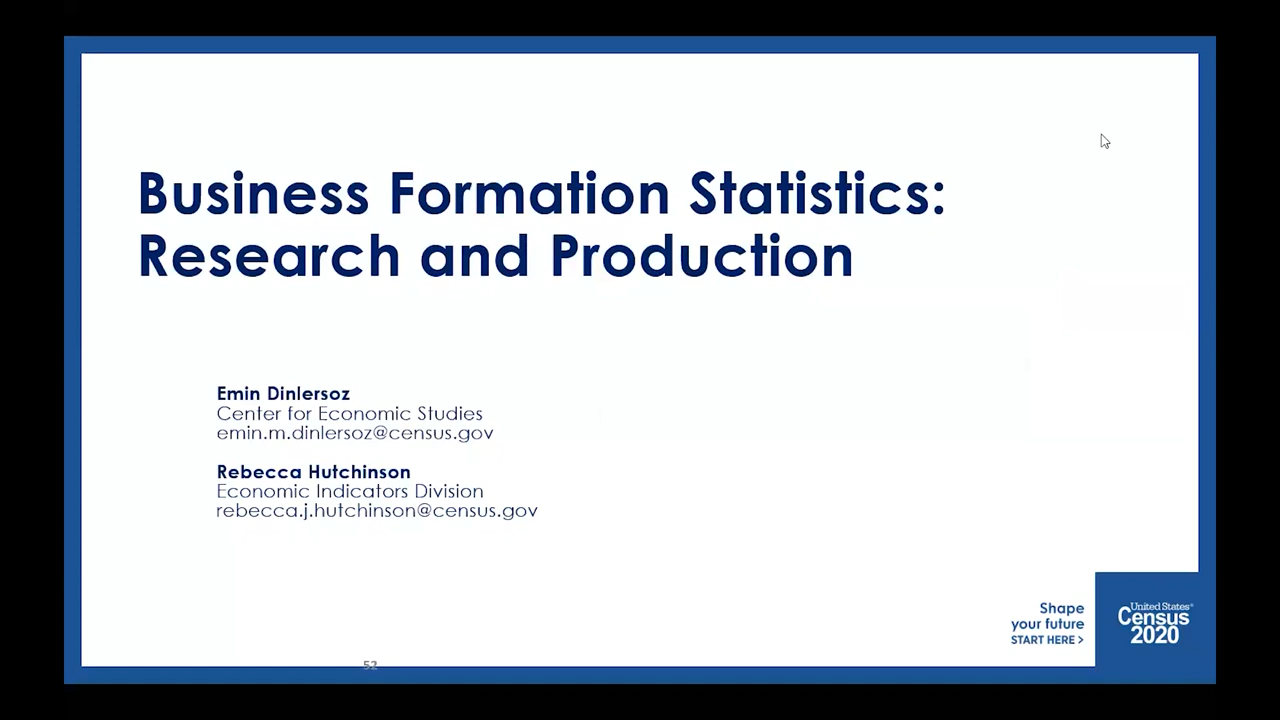 Business Formation Statistics:
Research and Production
Emin Dinlersoz
Center for Economic Studies
emin.m.dinlersoz@census.gov
Rebecca Hutchinson
Economic Indicators Division
rebecca.j.hutchinson@census.gov
Shape
your future
START HERE >
United States®
Census
2020
52